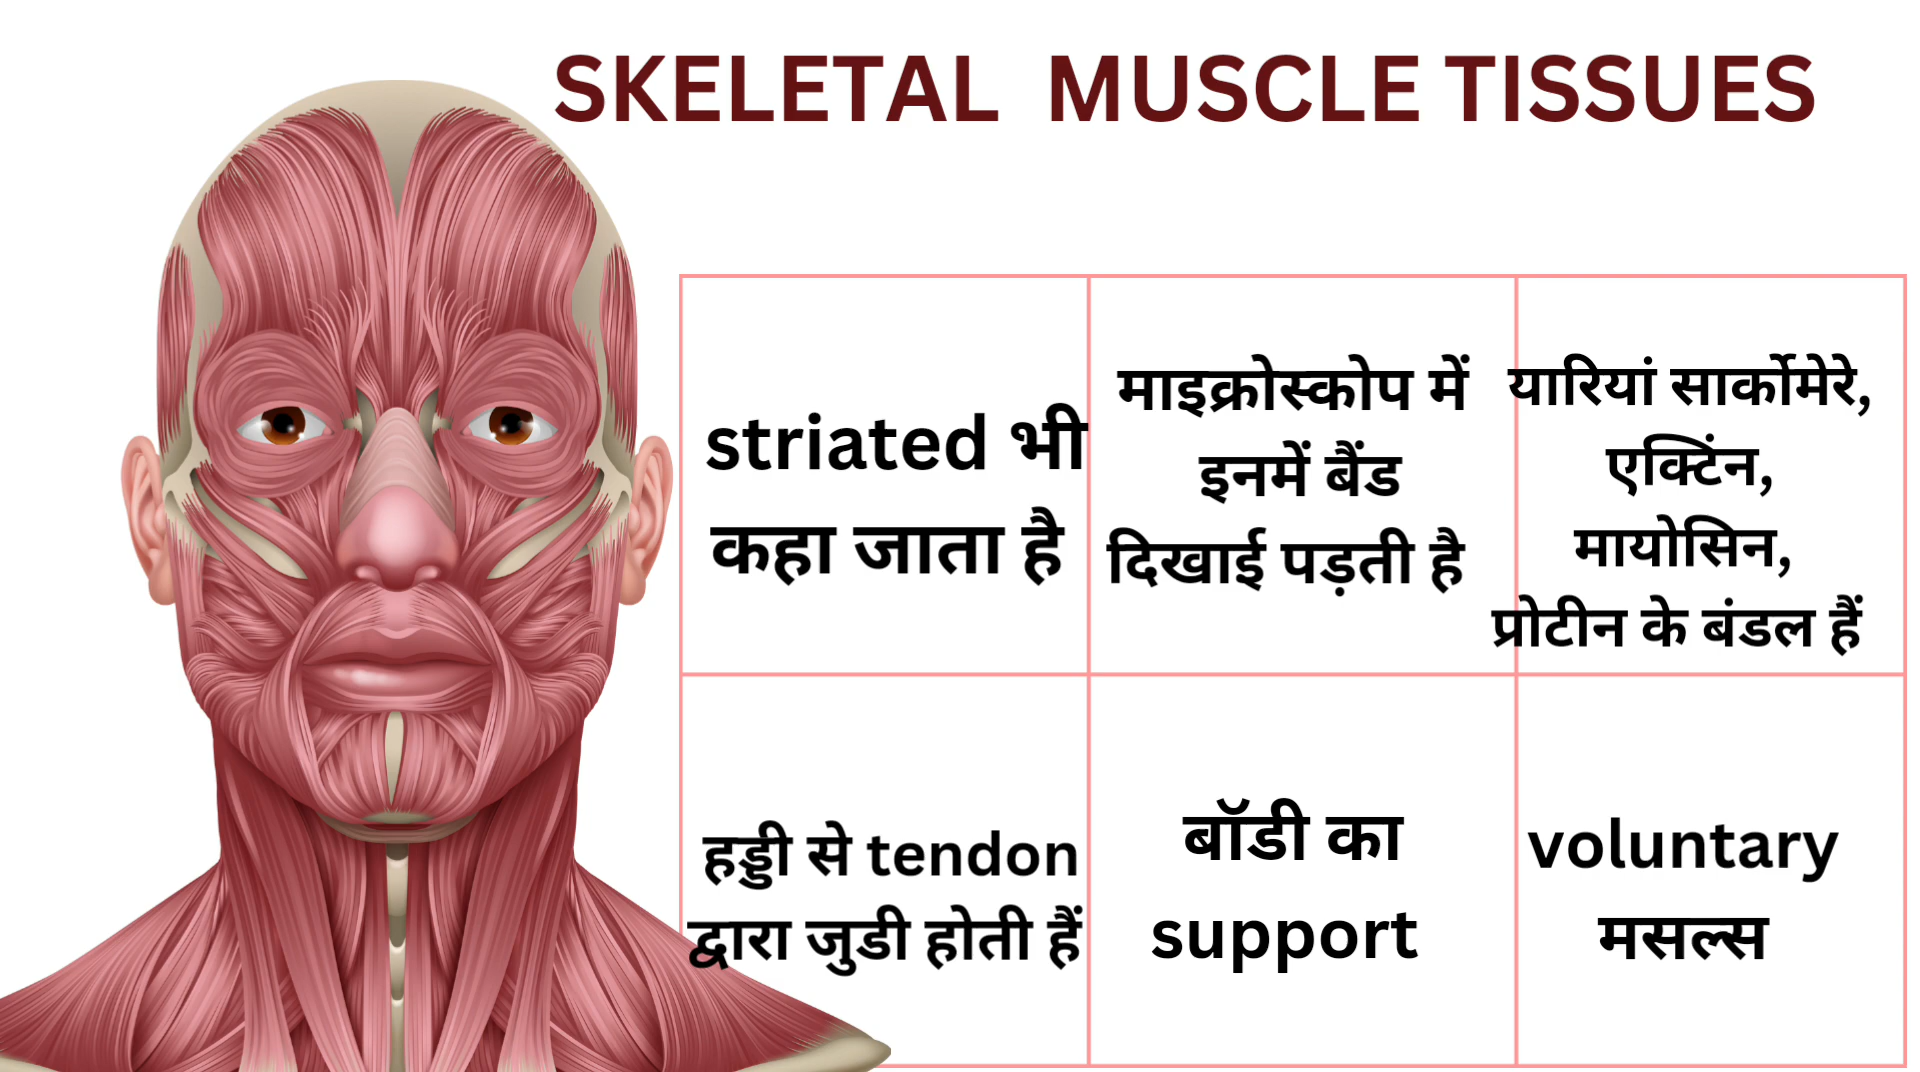 SKELETAL MUSCLE TISSUES
striated भी
कहा जाता है
माइक्रोस्कोप में
इनमें बैंड
दिखाई पड़ती है
यारियां सार्कोमेरे,
एक्टिंन,
मायोसिन,
प्रोटीन के बंडल हैं
हड्डी से tendon
द्वारा जुडी होती हैं
बॉडी का
support
voluntary
मसल्स